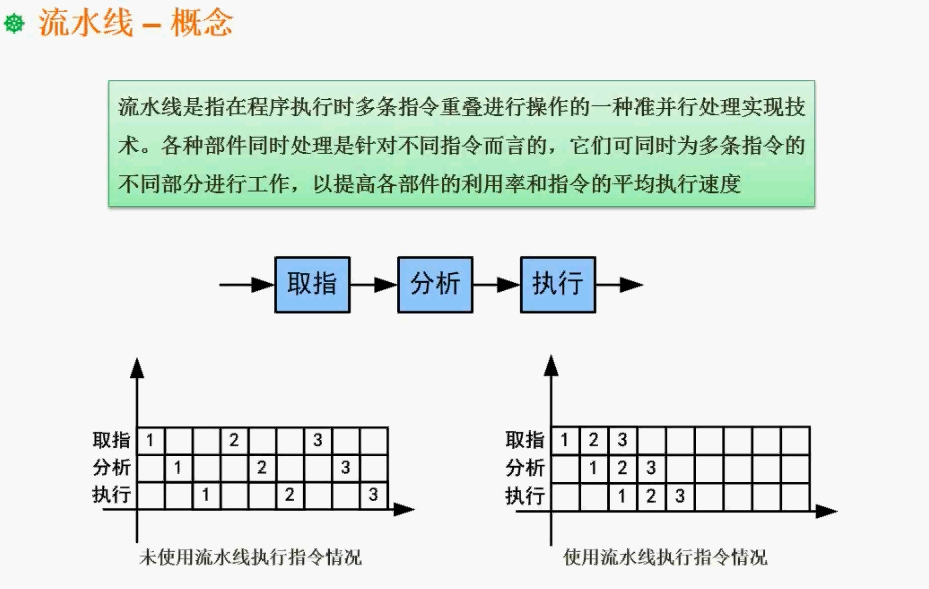 流水线 – 概念
流水线是指在程序执行时多条指令重叠进行操作的一种准并行处理实现技
术。各种部件同时处理是针对不同指令而言的，它们可同时为多条指令的
不同部分进行工作，以提高各部件的利用率和指令的平均执行速度
取指 分析 执行
取指 1 2 3
分析 1 2 3
执行 1 2 3
未使用流水线执行指令情况
取指 1 2 3
分析 1 2 3
执行 1 2 3
使用流水线执行指令情况